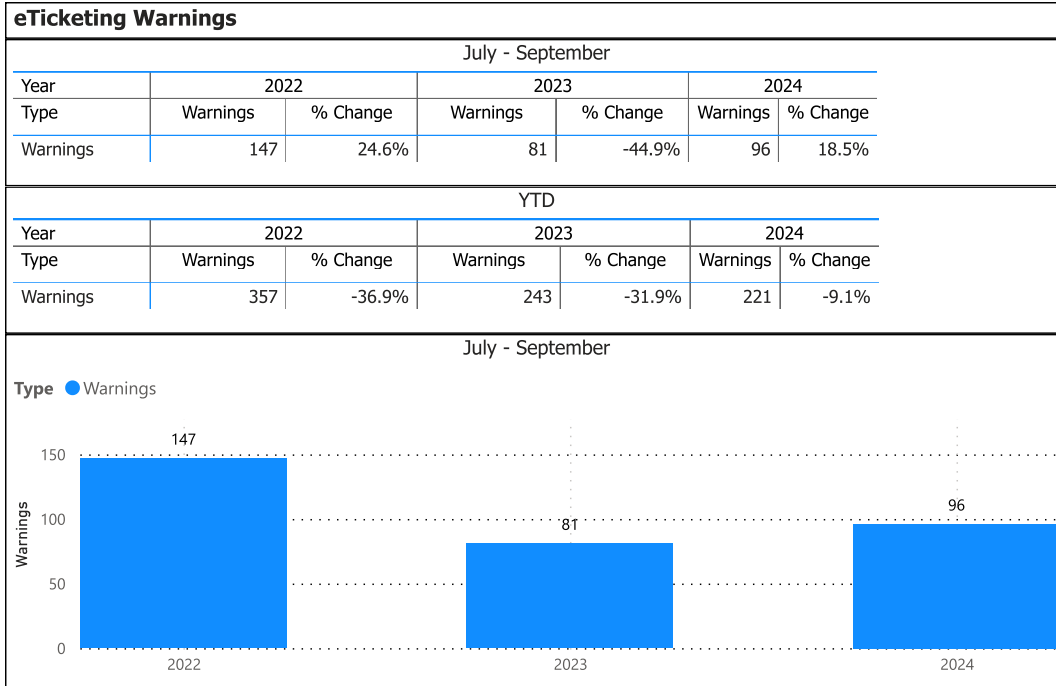 eTicketing Warnings
July - September
Year 2022 2023 2024
Type Warnings % Change Warnings % Change Warnings % Change
Warnings 147 24.6% 81 -44.9% 96 18.5%
YTD
Year 2022 2023 2024
Type Warnings % Change Warnings % Change Warnings % Change
Warnings 357 -36.9% 243 -31.9% 221 -9.1%
July - September
Type Warnings
147
150
96
100
81
Warnings
50
0
2022 2023 2024